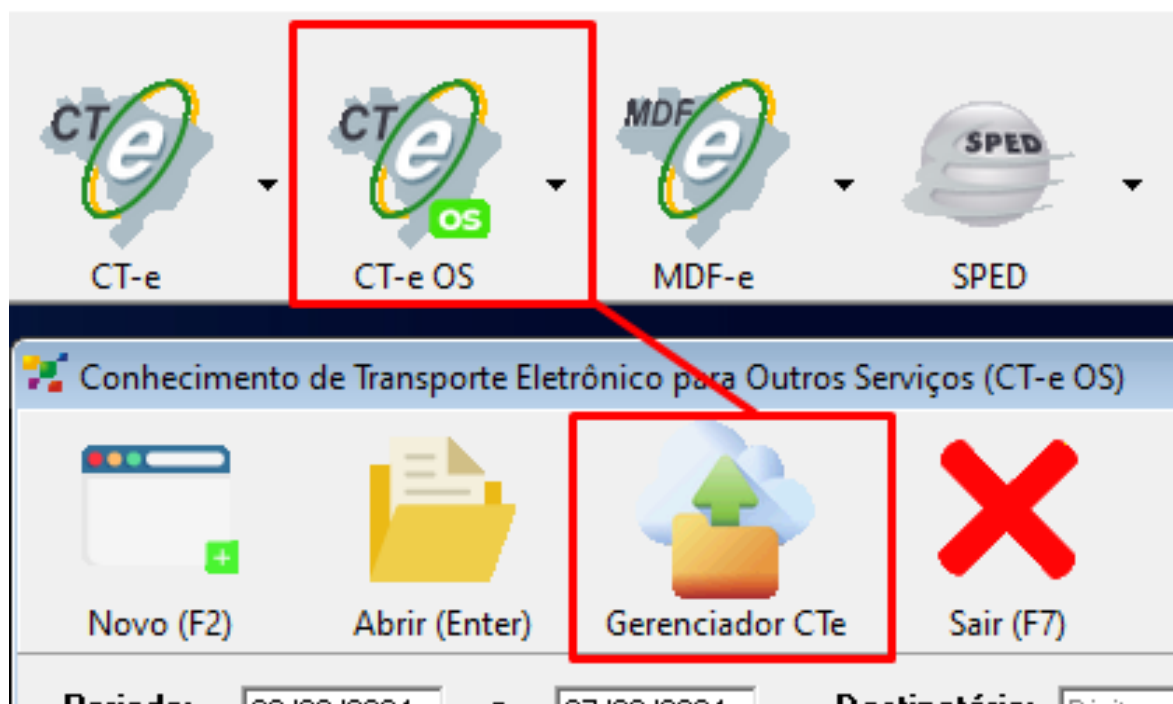 CT e
CT e
OS
MDF e
SPED
CT-e
CT-e OS
MDF-e
SPED
Conhecimento de Transporte Eletrônico para Outros Serviços (CT-e OS)
Novo (F2)
Abrir (Enter)
Gerenciador CTe
Sair (F7)